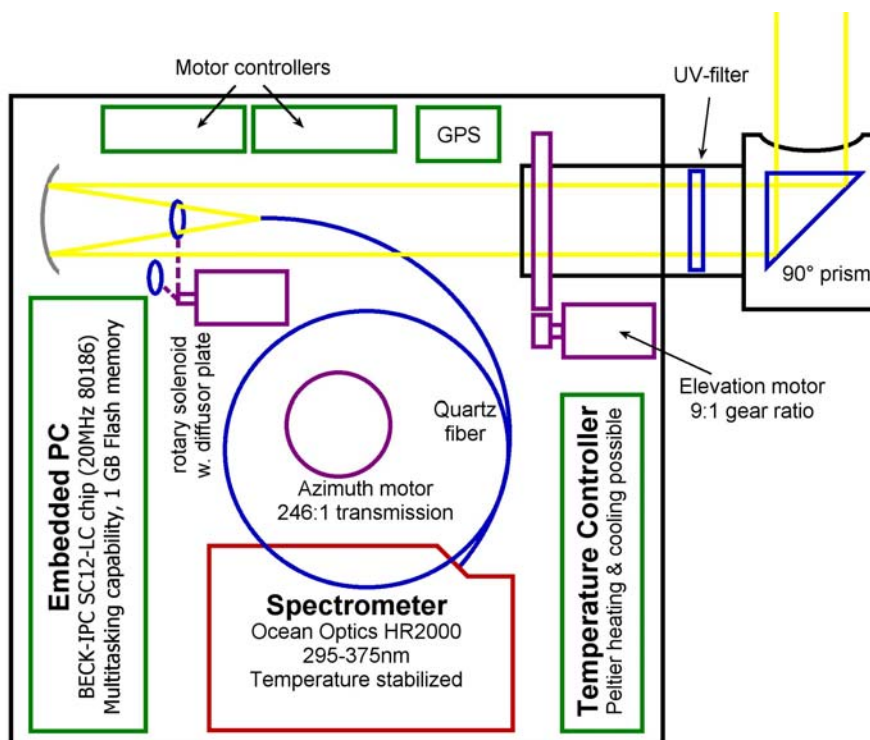 Motor controllers
UV-filter
GPS
90° prism
rotary solenoid
w. diffusor plate
Elevation motor
9:1 gear ratio
Quartz
fiber
Azimuth motor
246:1 transmission
Embedded PC
BECK-IPC SC12-LC chip (20MHz 80186)
Multitasking capability, 1 GB Flash memory
Spectrometer
Ocean Optics HR2000
295-375nm
Temperature stabilized
Temperature Controller
Peltier heating & cooling possible